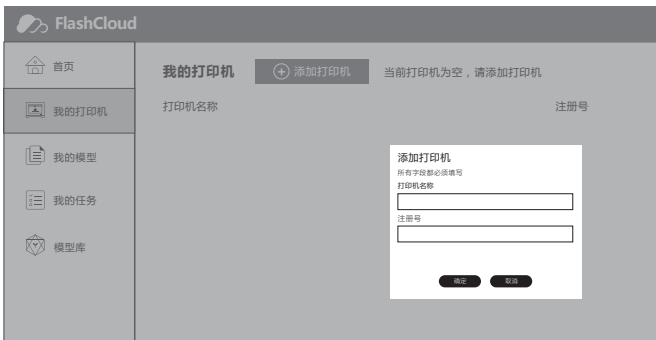 FlashCloud
首页
我的打印机
我的模型
我的任务
模型库
我的打印机 添加打印机 当前打印机为空，请添加打印机
打印机名称 注册号
添加打印机
所有字段都必须填写
打印机名称
注册号
确定 取消